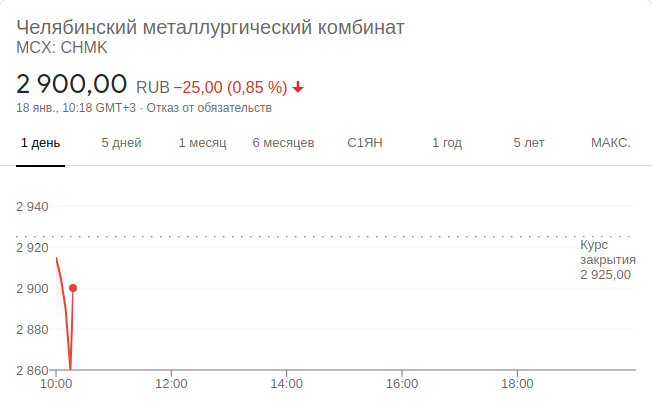 Челябинский металлургический комбинат
MCX: CHMK
2 900,00 RUB −25,00 (0,85 %)
18 янв., 10:18 GMT+3 · Отказ от обязательств
1 день 5 дней 1 месяц 6 месяцев С1ЯН 1 год 5 лет МАКС.
2 940
2 920
2 900
2 880
2 860
Курс
закрытия
2 925,00
10:00 12:00 14:00 16:00 18:00